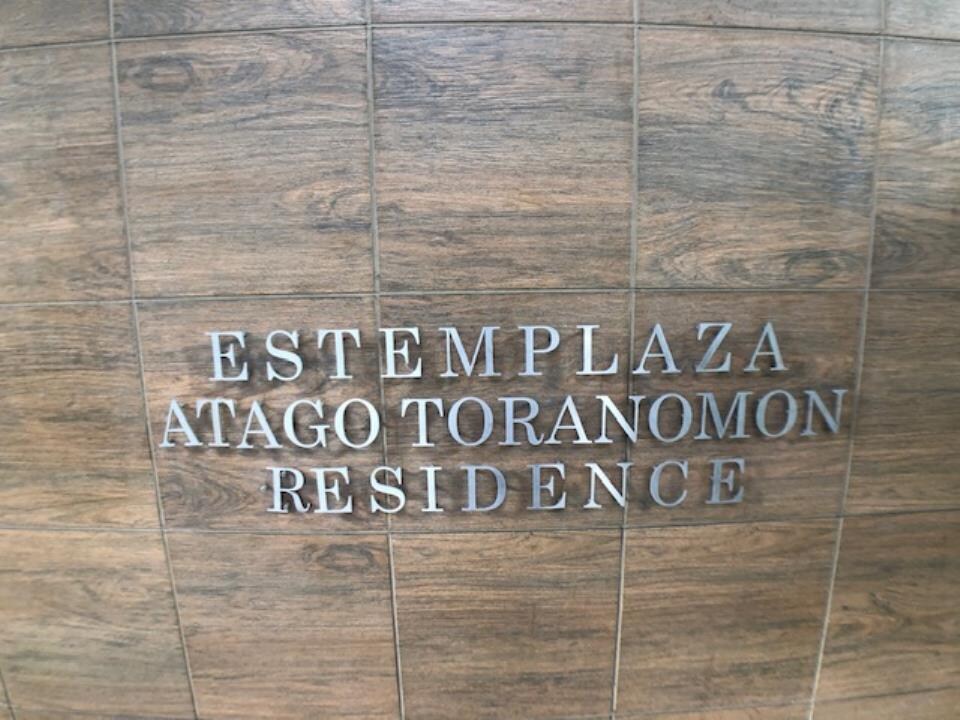 ESTEMPLAZA
ATAGO TORANOMON
RESIDENCE